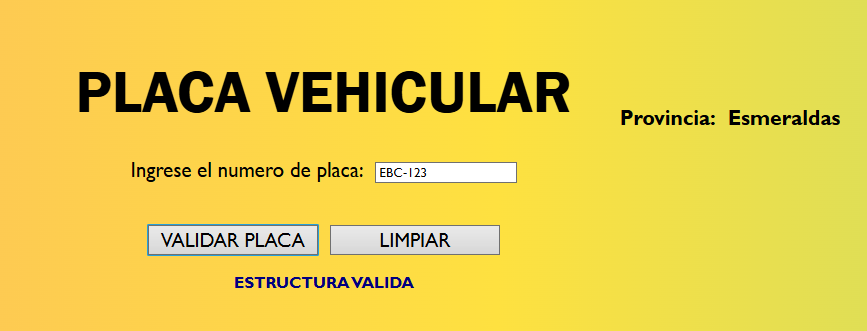 PLACA VEHICULAR
Provincia: Esmeraldas
Ingrese el numero de placa: EBC-123
VALIDAR PLACA LIMPIAR
ESTRUCTURA VALIDA